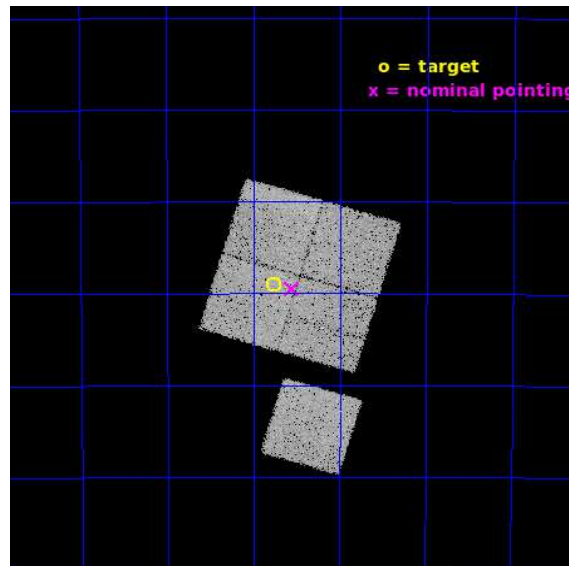 o = target
x = nominal pointing